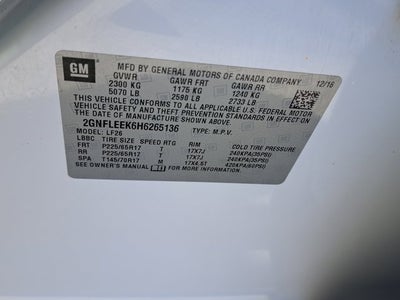 GM
MFD BY GENERAL MOTORS OF CANADA COMPANY 12/16
GVWR GAWR FRT GAWR RR
2300 KG 1175 KG 1240 KG
5070 LB 2590 LB 2733 LB
THIS VEHICLE CONFORMS TO ALL APPLICABLE U.S. FEDERAL MOTOR
VEHICLE SAFETY AND THEFT PREVENTION STANDARDS IN EFFECT ON
THE DATE OF MANUFACTURE SHOWN ABOVE.
2GNFLEEK6H6265136 TYPE: M.P.V.
MODEL: LF26
LBBC TIRE SIZE SPEED RTG RIM COLD TIRE PRESSURE
FRT P225/65R17 T 17X7J 240KPA(35PSI)
RR P225/65R17 T 17X7J 240KPA(35PSI)
SPA T145/70R17 M 17X4.5T 420KPA(60PSI)
SEE OWNER'S MANUAL FOR MORE INFORMATION.